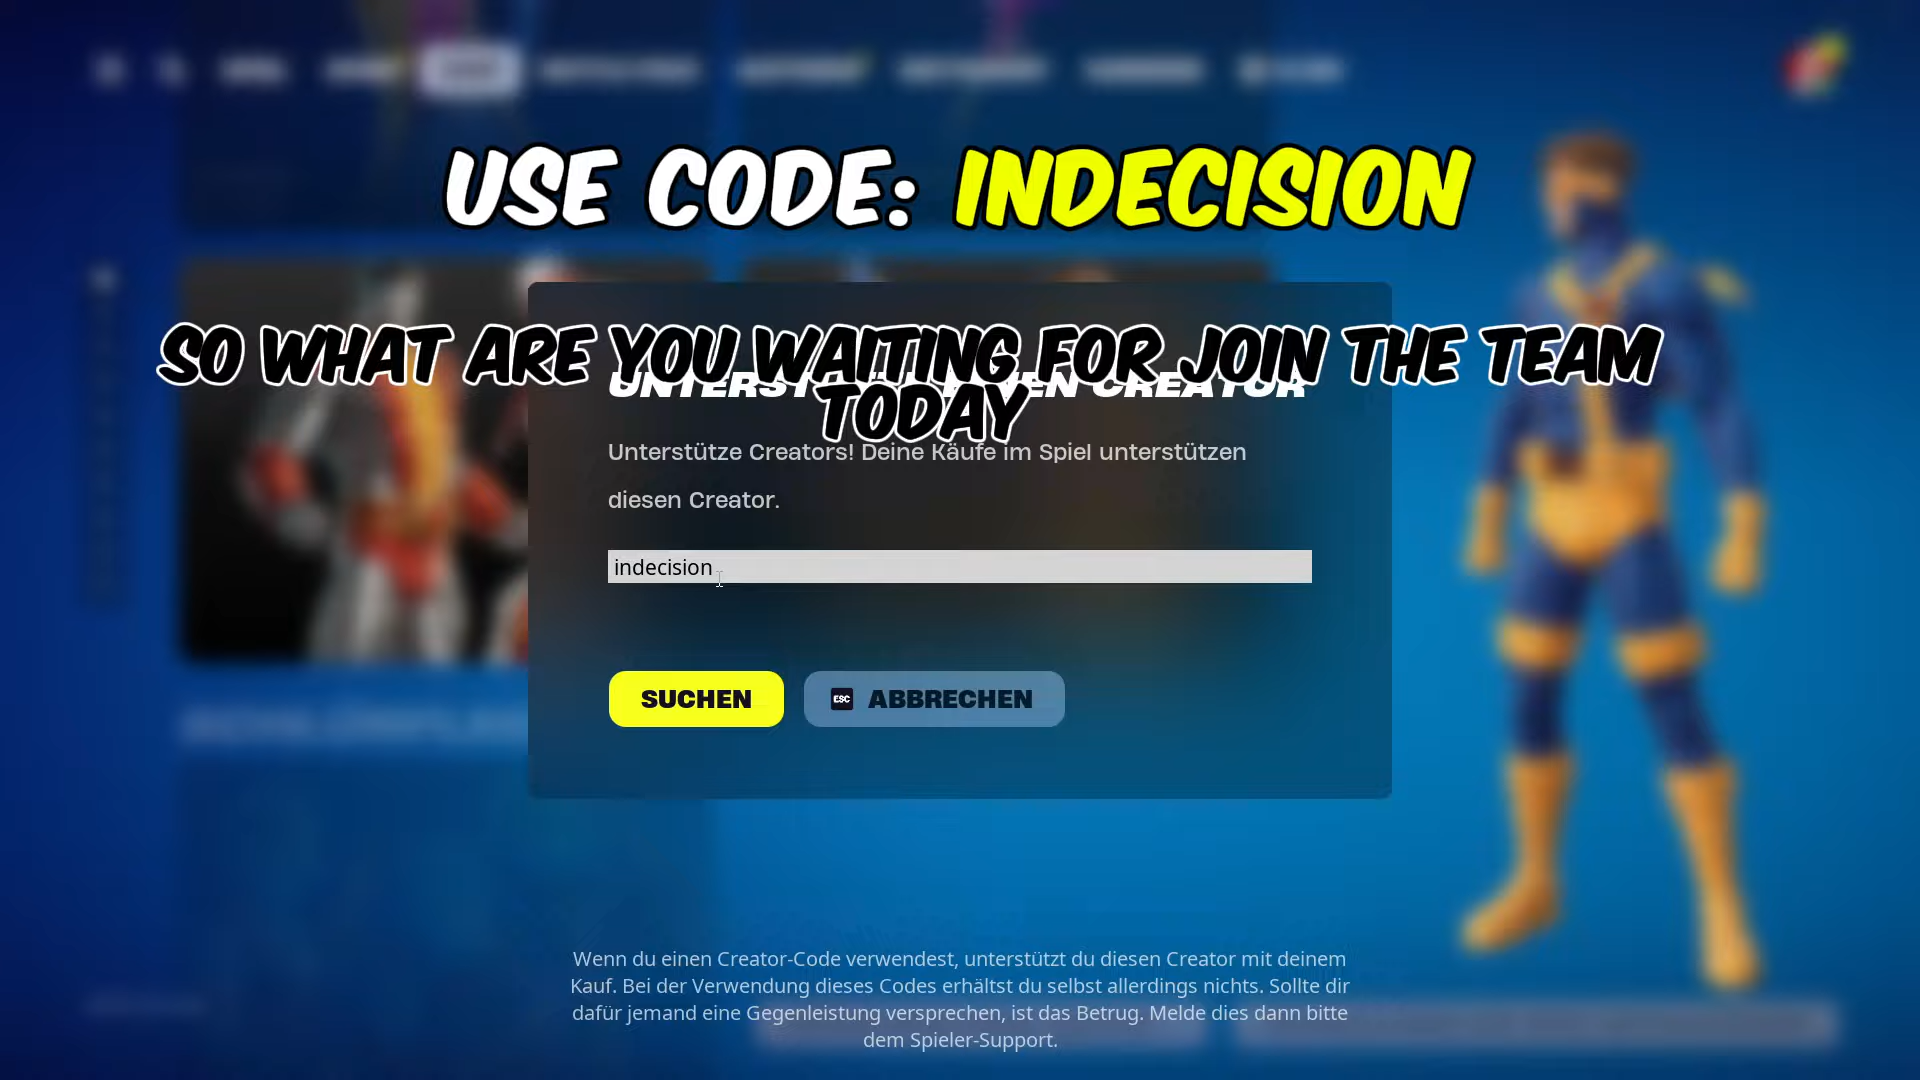 USE CODE: INDECISION
SO WHAT ARE YOU WAITING FOR JOIN THE TEAM
TODAY
CREATOR
Unterstütze Creators! Deine Käufe im Spiel unterstützen
diesen Creator.
indecision
SUCHEN
ESC ABBRECHEN
Wenn du einen Creator-Code verwendest, unterstützt du diesen Creator mit deinem
Kauf. Bei der Verwendung dieses Codes erhältst du selbst allerdings nichts. Sollte dir
dafür jemand eine Gegenleistung versprechen, ist das Betrug. Melde dies dann bitte
dem Spieler-Support.